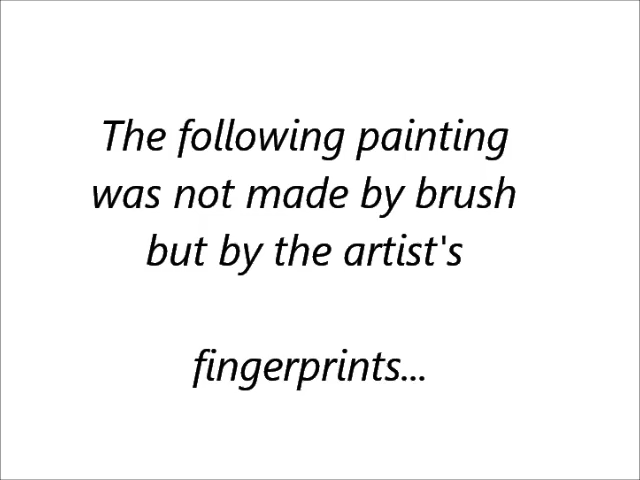 The following painting
was not made by brush
but by the artist's
fingerprints...